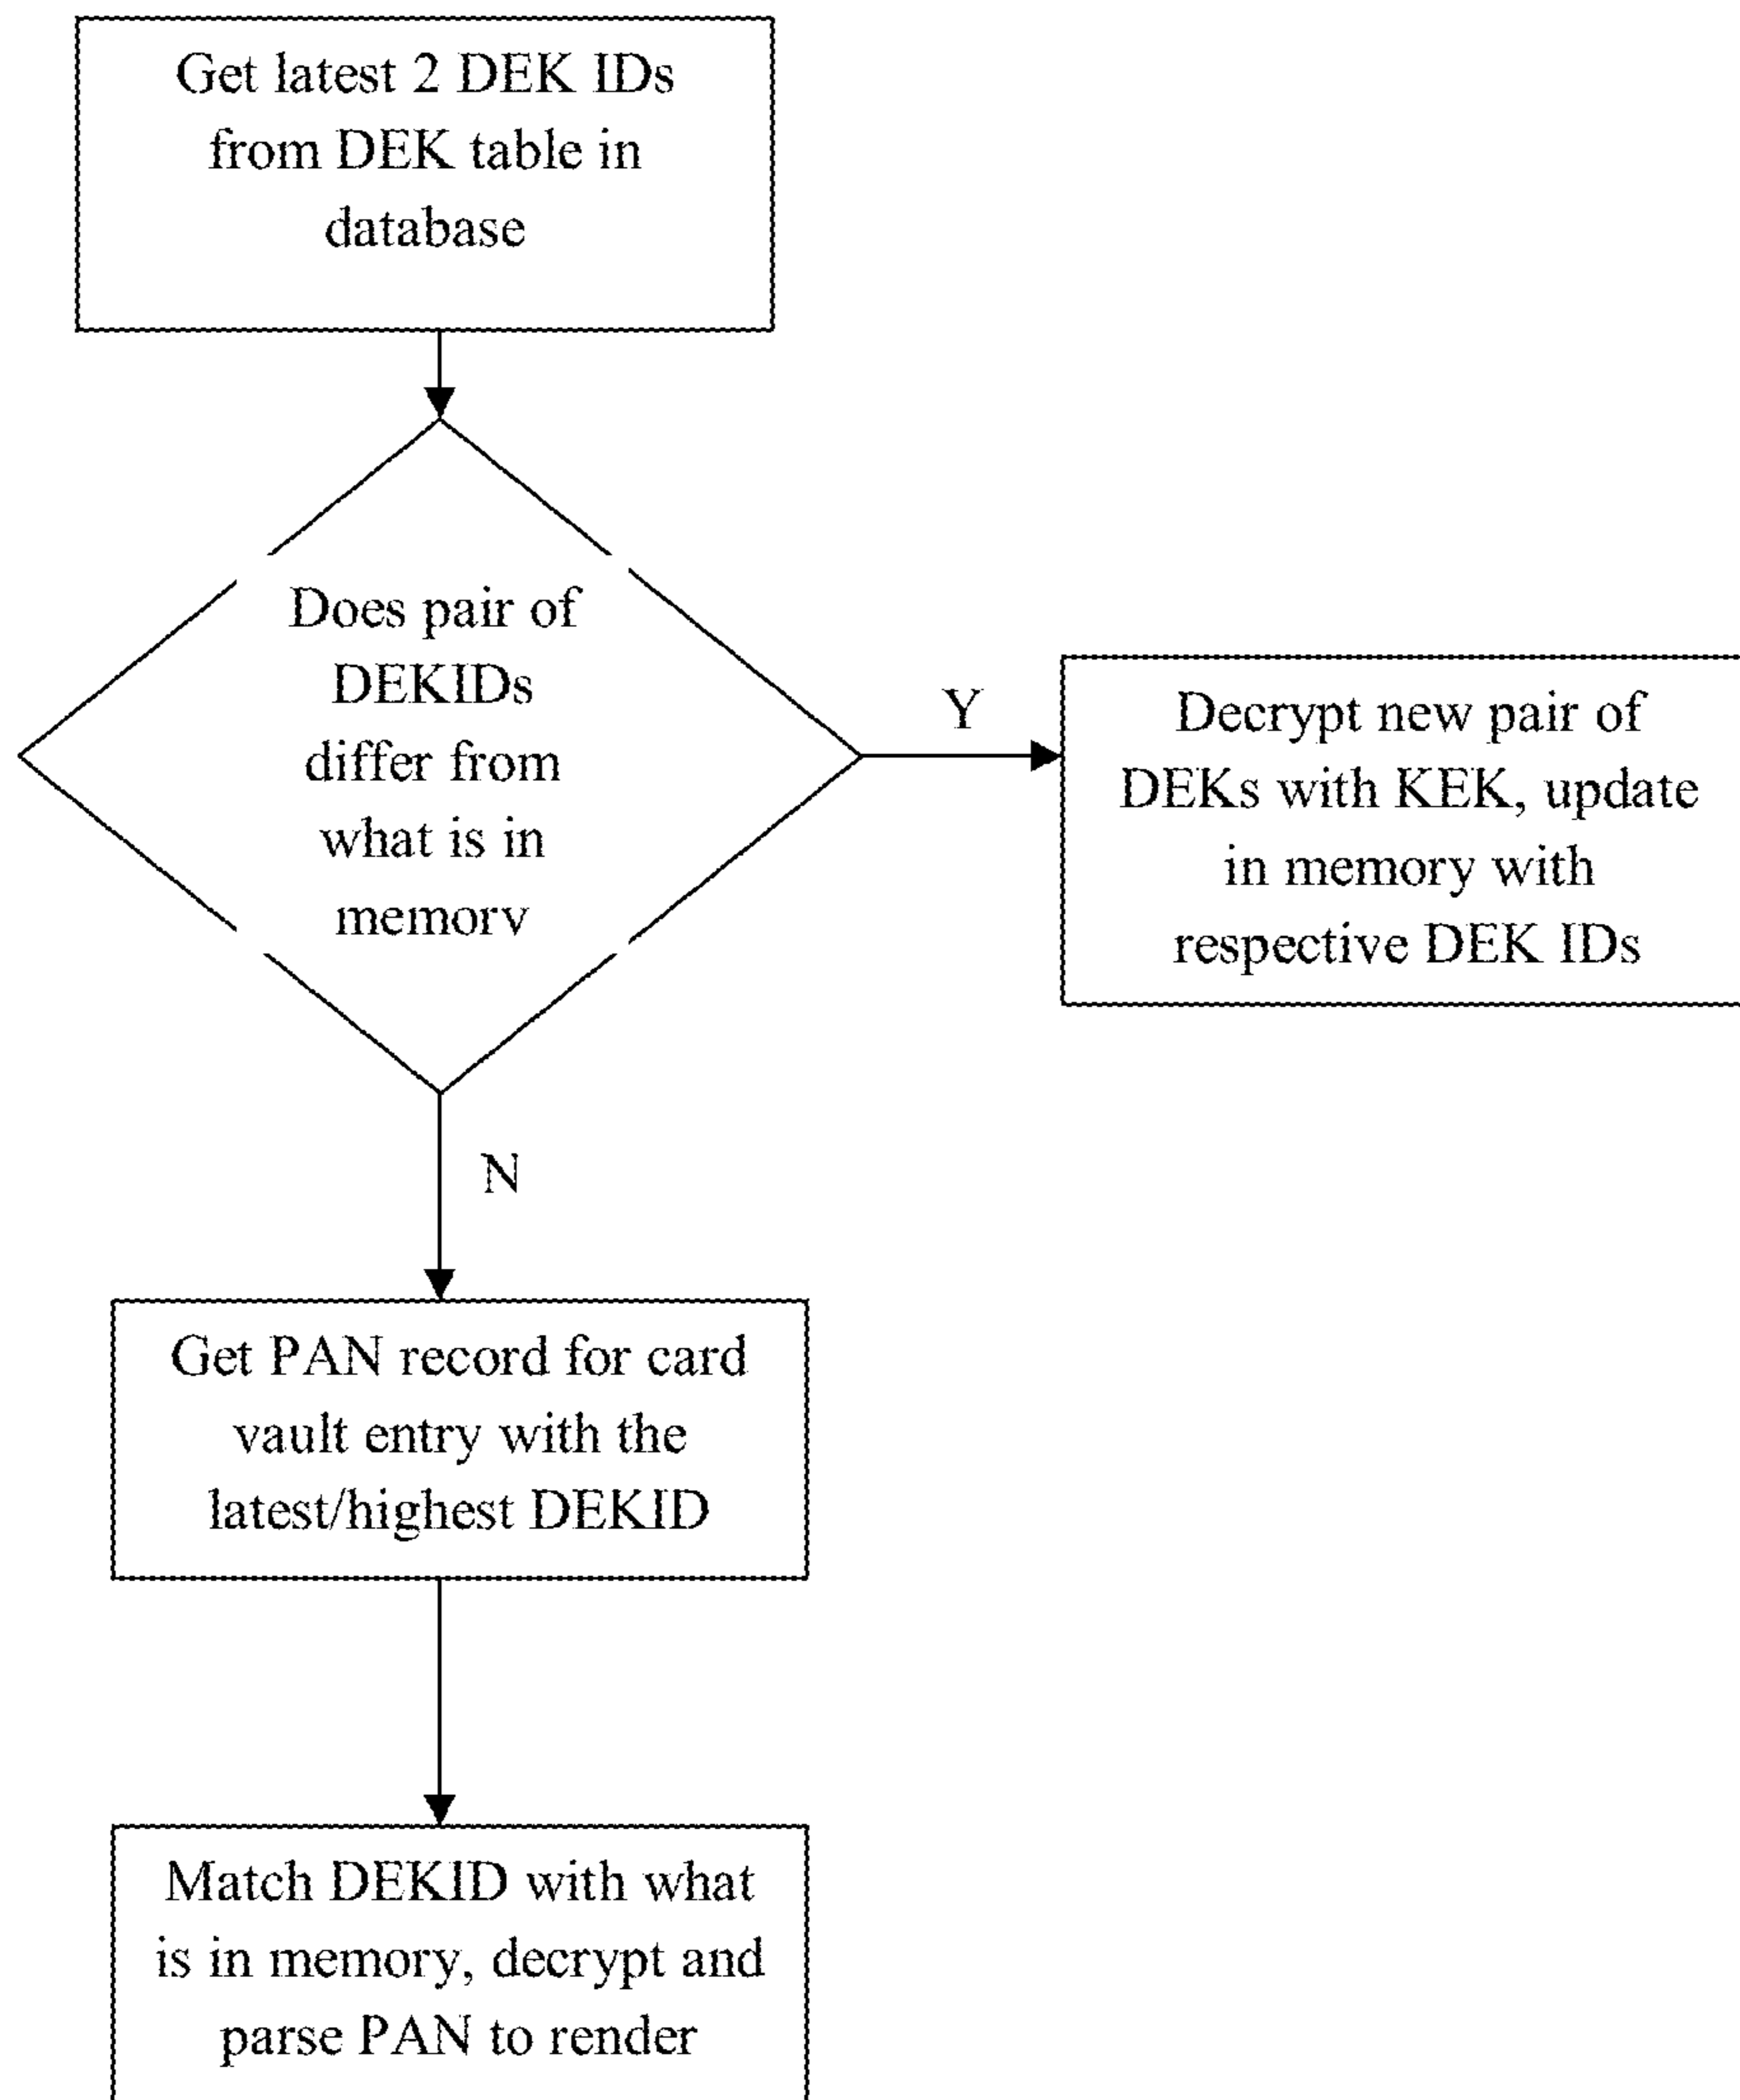 Get latest 2 DEK IDs
from DEK table in
database
Does pair of
DEKIDs
differ from
what is in
memory
Y
Decrypt new pair of
DEKs with KEK, update
in memory with
respective DEK IDs
N
Get PAN record for card
vault entry with the
latest/highest DEKID
Match DEKID with what
is in memory, decrypt and
parse PAN to render